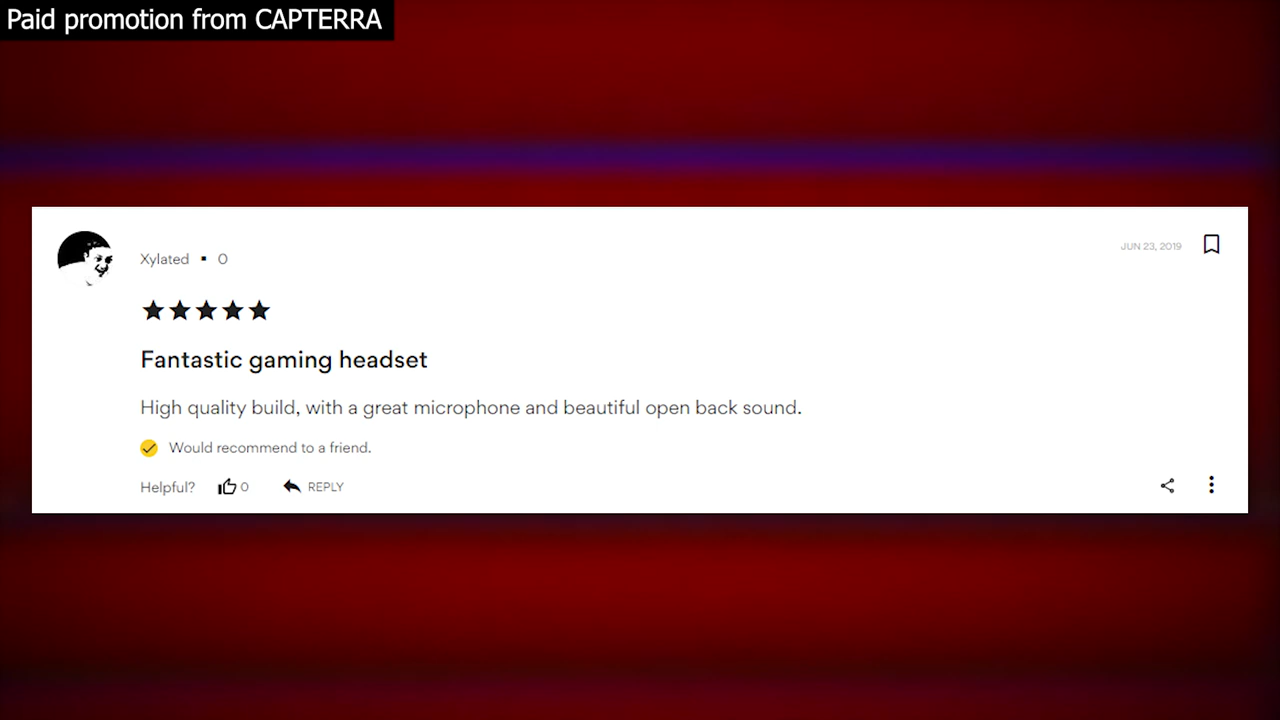 Paid promotion from CAPTERRA
Xylated ▪ 0
JUN 23, 2019
Fantastic gaming headset
High quality build, with a great microphone and beautiful open back sound.
Would recommend to a friend.
Helpful? 0 REPLY